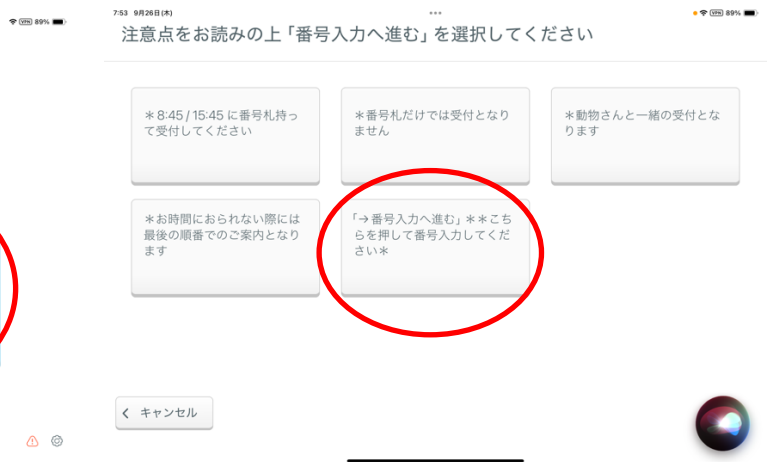 VPN 89%
7:53 9月26日(木)
VPN 89%
注意点をお読みの上「番号入力へ進む」を選択してください
＊8:45 / 15:45 に番号札持っ
て受付してください
＊番号札だけでは受付となり
ません
＊動物さんと一緒の受付とな
ります
＊お時間におられない際には
最後の順番でのご案内となり
ます
「→番号入力へ進む」＊＊こち
らを押して番号入力してくだ
さい＊
キャンセル